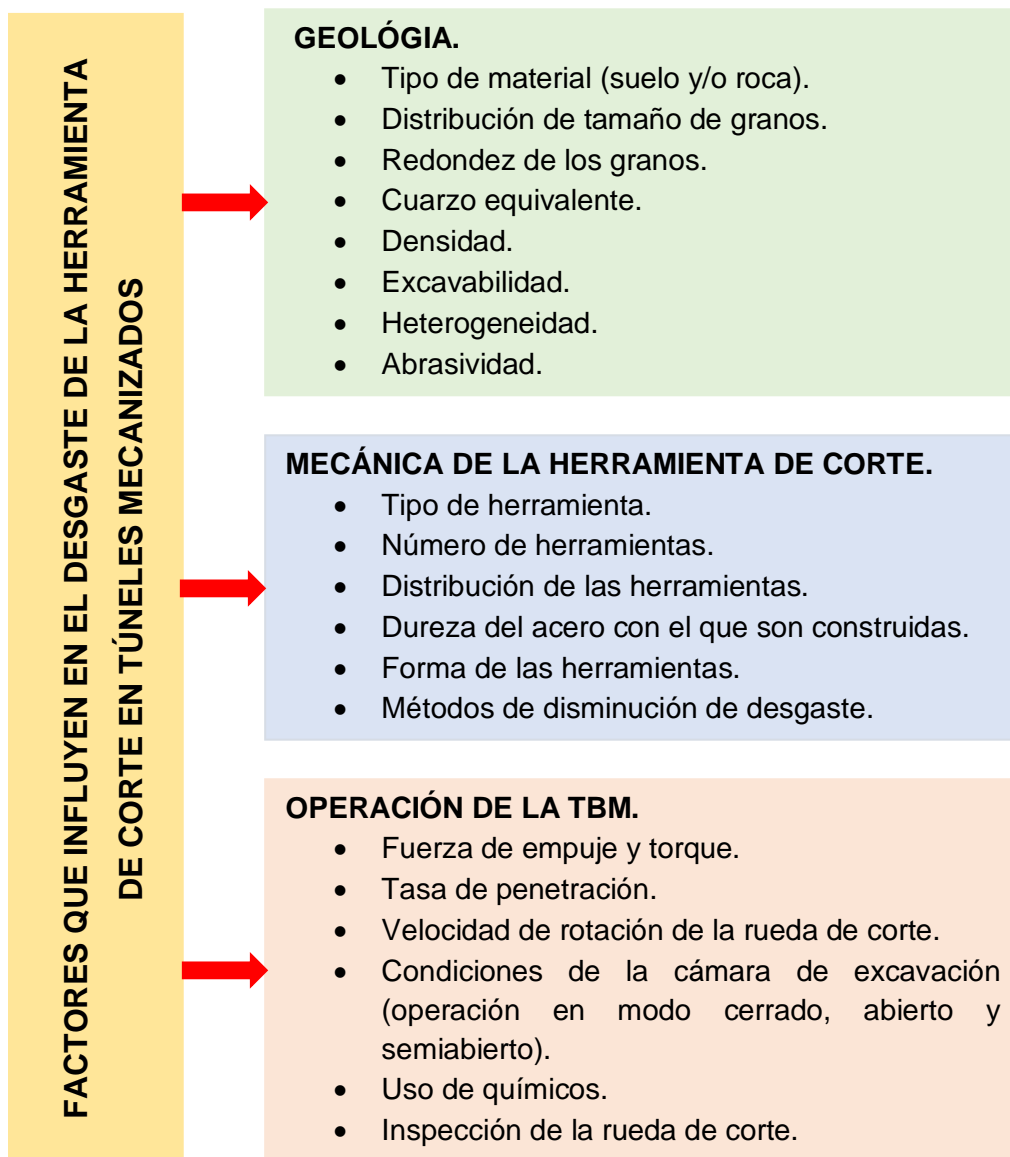 FACTORES QUE INFLUYEN EN EL DESGASTE DE LA HERRAMIENTA
DE CORTE EN TÚNELES MECANIZADOS
GEOLÓGIA.
• Tipo de material (suelo y/o roca).
• Distribución de tamaño de granos.
• Redondez de los granos.
• Cuarzo equivalente.
• Densidad.
• Excavabilidad.
• Heterogeneidad.
• Abrasividad.
MECÁNICA DE LA HERRAMIENTA DE CORTE.
• Tipo de herramienta.
• Número de herramientas.
• Distribución de las herramientas.
• Dureza del acero con el que son construidas.
• Forma de las herramientas.
• Métodos de disminución de desgaste.
OPERACIÓN DE LA TBM.
• Fuerza de empuje y torque.
• Tasa de penetración.
• Velocidad de rotación de la rueda de corte.
• Condiciones de la cámara de excavación
(operación en modo cerrado, abierto y
semiabierto).
• Uso de químicos.
• Inspección de la rueda de corte.